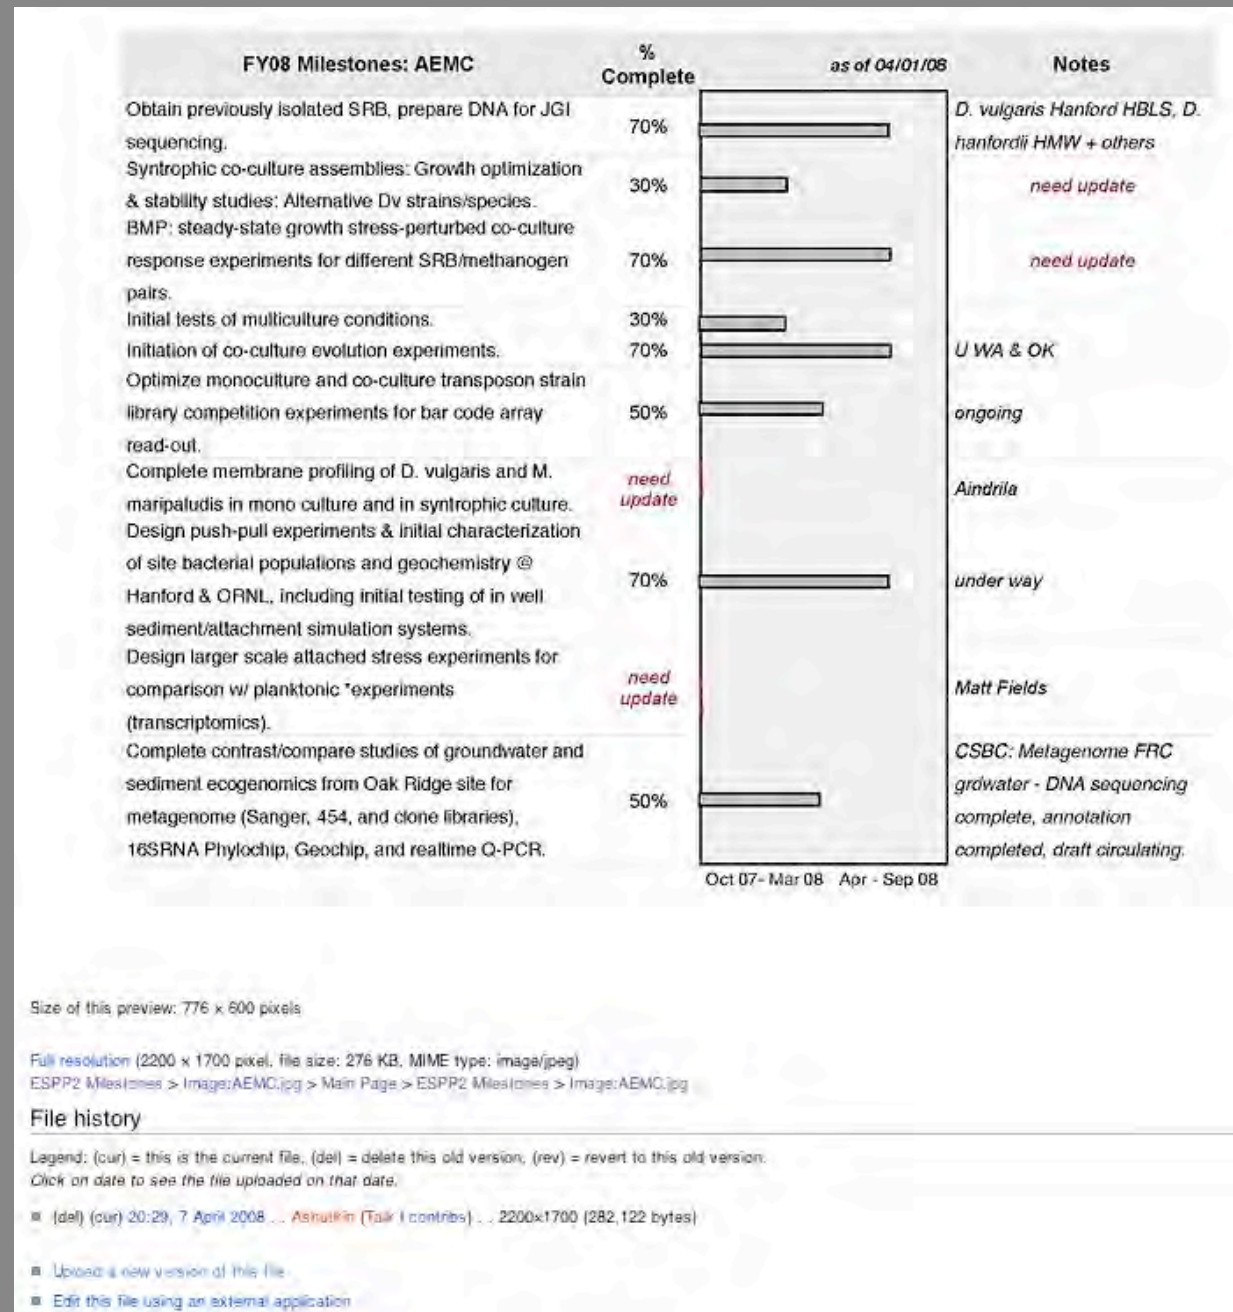 FY08 Milestones: AEMC
% Complete
as of 04/01/08
Notes
Obtain previously isolated SRB, prepare DNA for JGI
sequencing.
70%
D. vulgaris Hanford HBLS, D.
hanfordii HMW + others
Syntrophic co-culture assemblies: Growth optimization
& stability studies: Alternative Dv strains/species.
30%
need update
BMP: steady-state growth stress-perturbed co-culture
response experiments for different SRB/methanogen
pairs.
70%
need update
Initial tests of multiculture conditions.
30%
Initiation of co-culture evolution experiments.
70%
U WA & OK
Optimize monoculture and co-culture transposon strain
library competition experiments for bar code array
read-out.
50%
ongoing
Complete membrane profiling of D. vulgaris and M.
maripaludis in mono culture and in syntrophic culture.
need
update
Aindrila
Design push-pull experiments & initial characterization
of site bacterial populations and geochemistry @
Hanford & ORNL, including initial testing of in well
sediment/attachment simulation systems.
70%
under way
Design larger scale attached stress experiments for
comparison w/ planktonic *experiments
(transcriptomics).
need
update
Matt Fields
Complete contrast/compare studies of groundwater and
sediment ecogenomics from Oak Ridge site for
metagenome (Sanger, 454, and clone libraries),
16SRNA Phylochip, Geochip, and realtime Q-PCR.
50%
CSBC: Metagenome FRC
grdwater - DNA sequencing
complete, annotation
completed, draft circulating.
Oct 07- Mar 08 Apr - Sep 08
Size of this preview: 776 × 600 pixels
Full resolution (2200 × 1700 pixel, file size: 276 KB, MIME type: image/jpeg)
ESPP2 Milestones > Image:AEMC.jpg > Main Page > ESPP2 Milestones > Image:AEMC.jpg
File history
Legend: (cur) = this is the current file, (del) = delete this old version, (rev) = revert to this old version.
Click on date to see the file uploaded on that date.
(del) (cur) 20:29, 7 April 2008 . . (Talk | contribs) . . 2200×1700 (282,122 bytes)
Upload a new version of this file
Edit this file using an external application